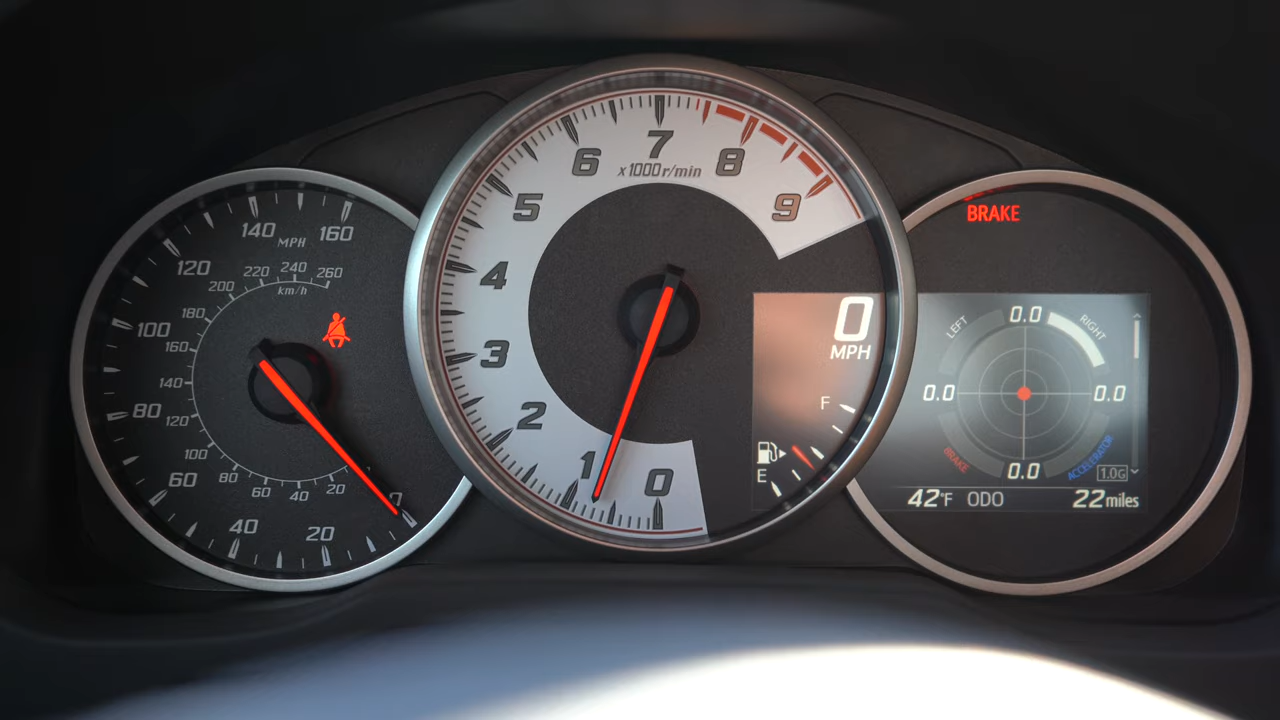 140 MPH 160
120
100
80
60
40
20
0
220 240 260
200 km/h
180
160
140
120
100
80
60 40 20
7
6 8
x1000r/min
5 9
4
3
2
1 0
0
MPH
F
E
BRAKE
0.0
LEFT RIGHT
0.0 0.0
BRAKE ACCELERATOR
0.0 1.0G
42°F ODO 22miles